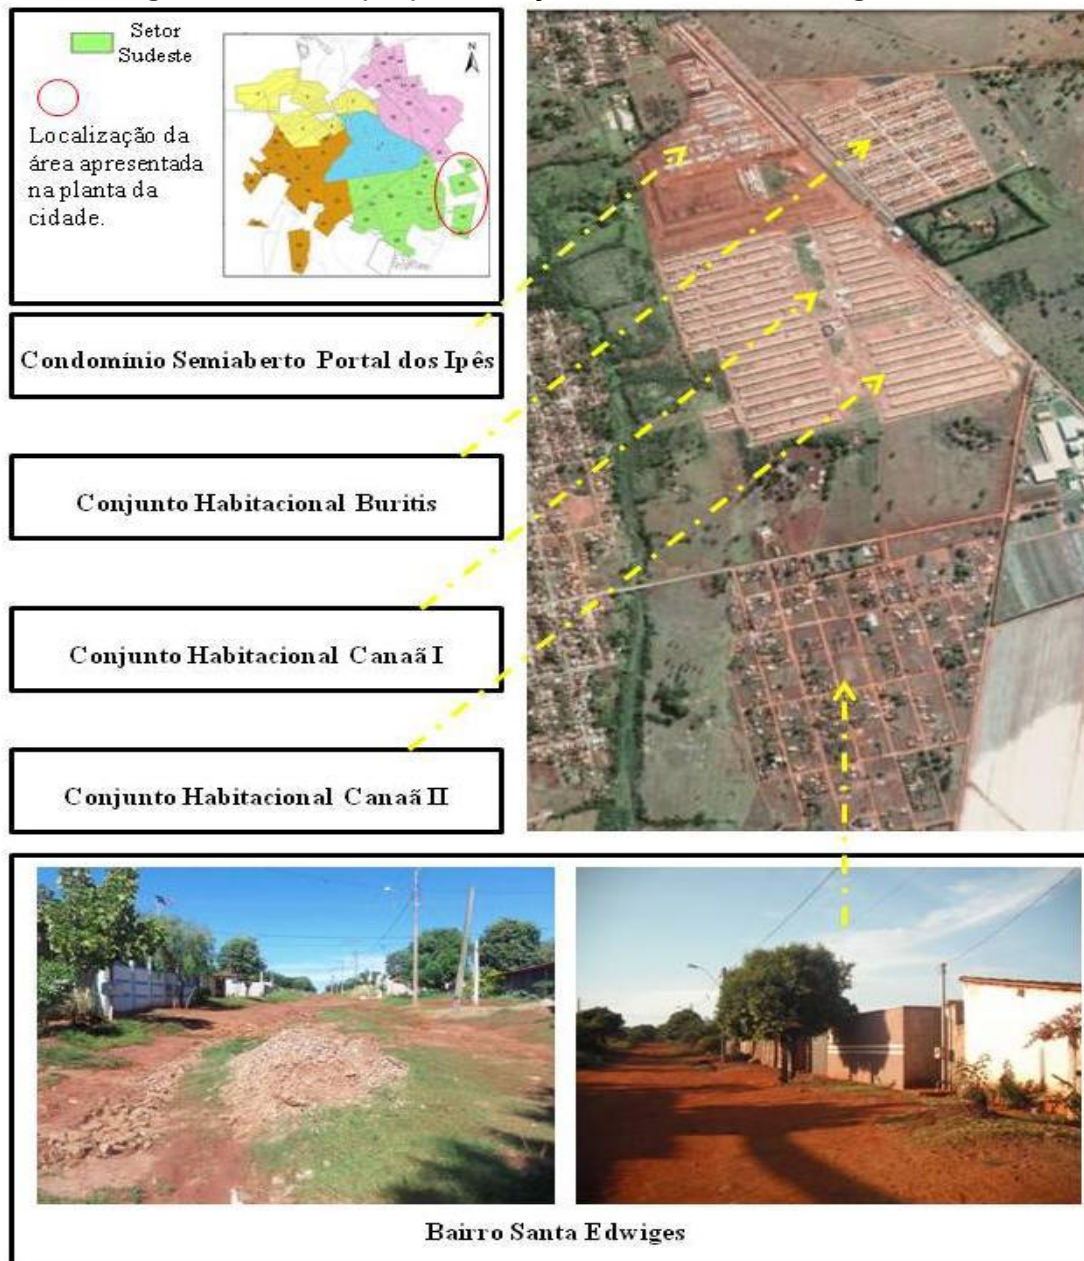 Setor
Sudeste
N
Localização da
área apresentada
na planta da
cidade.
Condomínio Semiaberto Portal dos Ipês
Conjunto Habitacional Buritis
Conjunto Habitacional Canaã I
Conjunto Habitacional Canaã II
Bairro Santa Edwiges